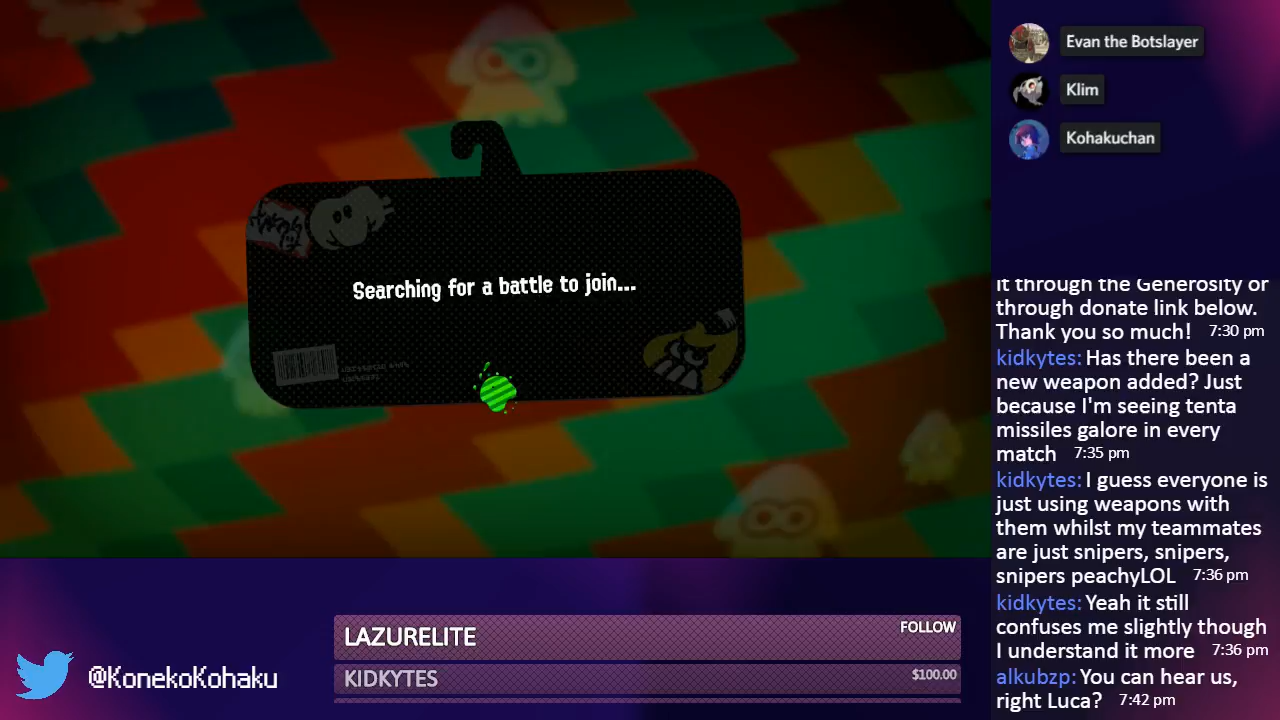 Searching for a battle to join...
Evan the Botslayer
Klim
Kohakuchan
it through the Generosity or
through donate link below.
Thank you so much! 7:30 pm
kidkytes: Has there been a
new weapon added? Just
because I'm seeing tenta
missiles galore in every
match 7:35 pm
kidkytes: I guess everyone is
just using weapons with
them whilst my teammates
are just snipers, snipers,
snipers peachyLOL 7:36 pm
kidkytes: Yeah it still
confuses me slightly though
I understand it more 7:36 pm
alkubzp: You can hear us,
right Luca? 7:42 pm
@KonekoKohaku
LAZURELITE FOLLOW
KIDKYTES $100.00